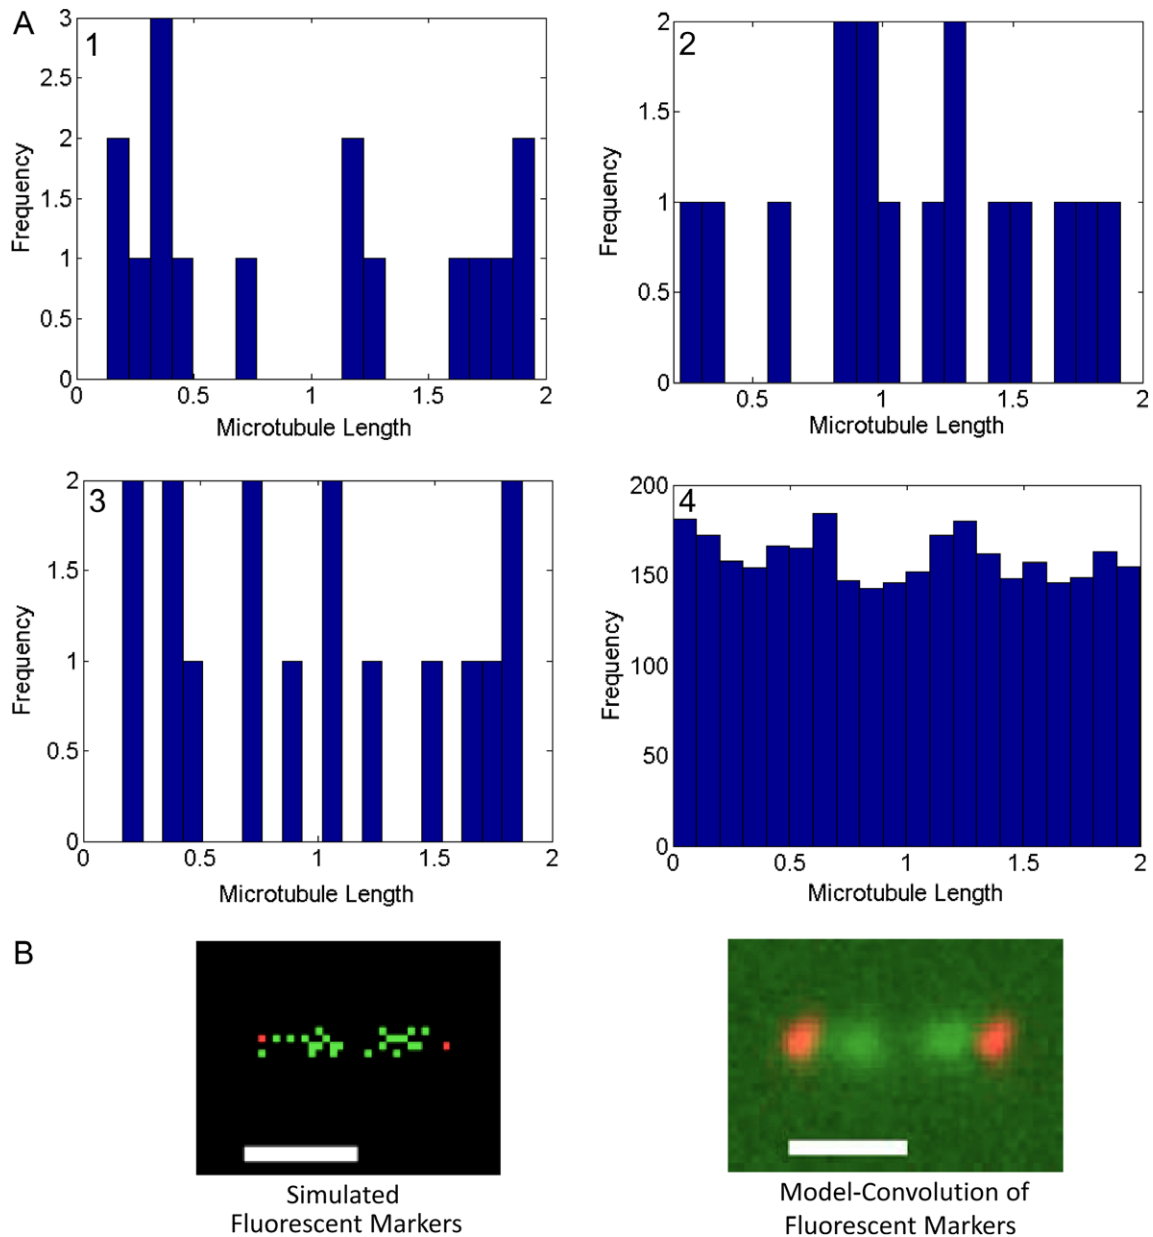 A
1
3
2.5
2
1.5
1
0.5
0
0 0.5 1 1.5 2
Frequency
Microtubule Length
2
2
1.5
1
0.5
0
0.5 1 1.5 2
Frequency
Microtubule Length
3
2
1.5
1
0.5
0
0 0.5 1 1.5 2
Frequency
Microtubule Length
4
200
150
100
50
0
0 0.5 1 1.5 2
Frequency
Microtubule Length
B
Simulated
Fluorescent Markers
Model-Convolution of
Fluorescent Markers